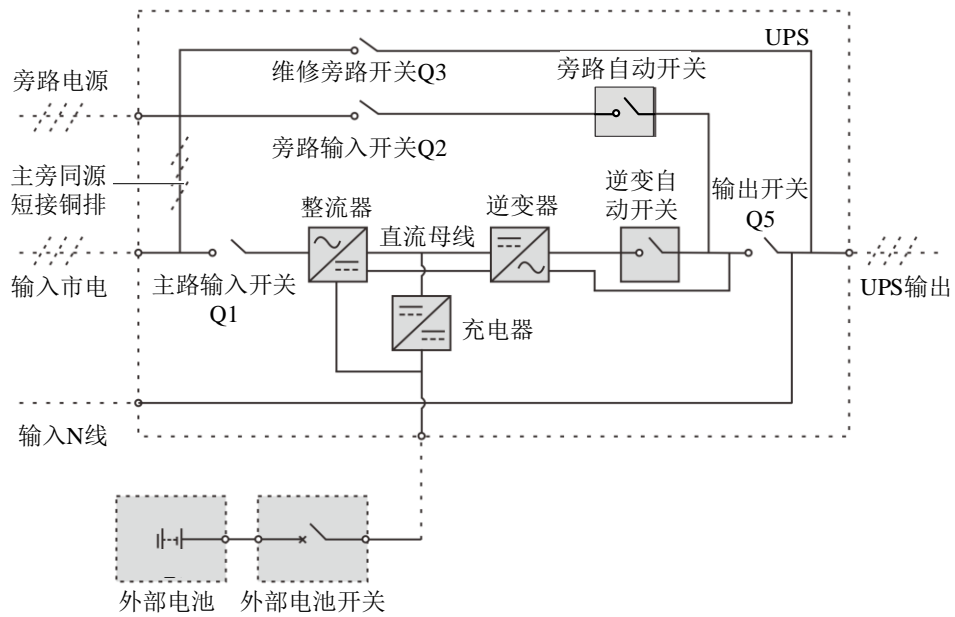 UPS
维修旁路开关Q3
旁路自动开关
旁路电源
旁路输入开关Q2
主旁同源
短接铜排
整流器
直流母线
逆变器
逆变自
动开关
输出开关
Q5
输入市电
主路输入开关
Q1
充电器
UPS输出
输入N线
外部电池
外部电池开关